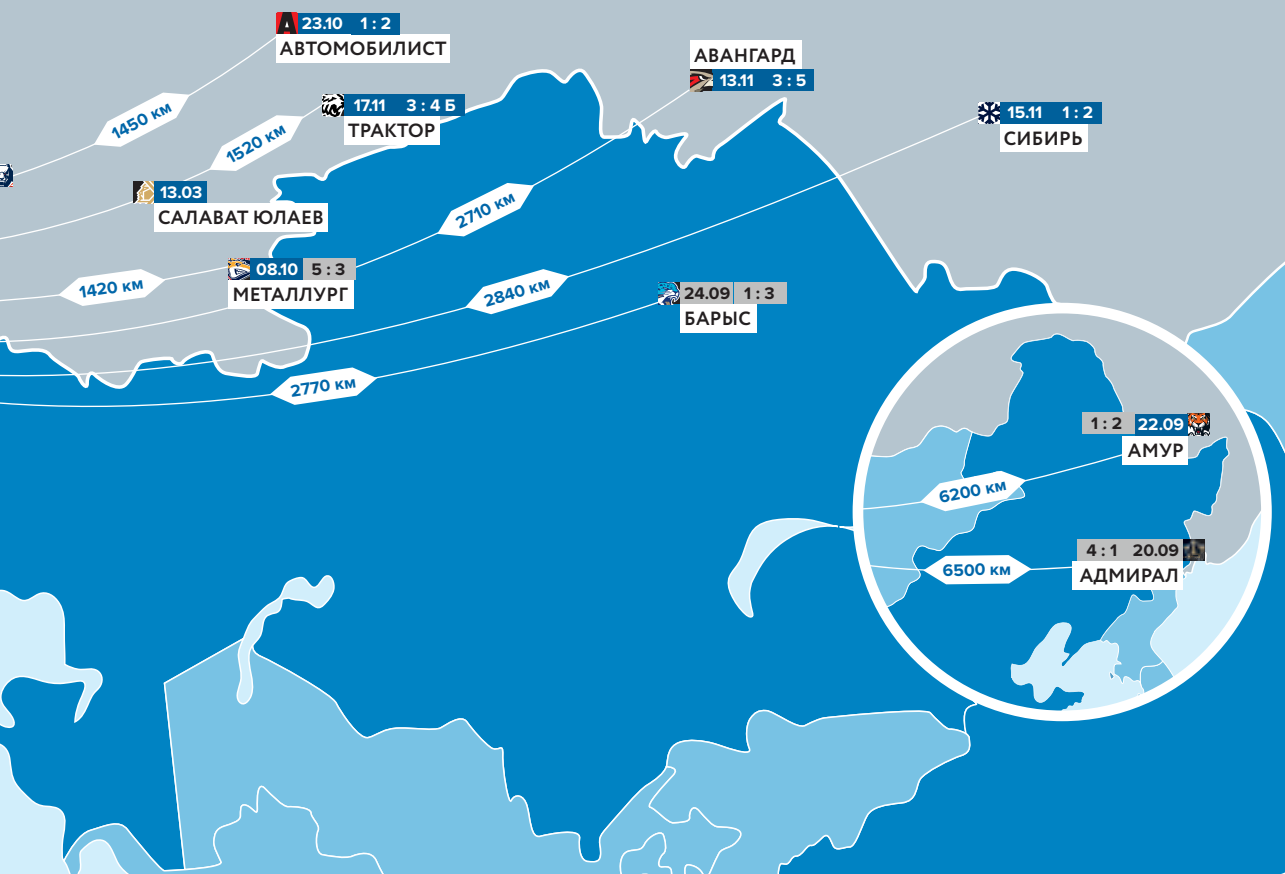 23.10 1 : 2
АВТОМОБИЛИСТ
1450 км
АВАНГАРД
13.11 3 : 5
17.11 3 : 4 Б
ТРАКТОР
1520 км
15.11 1 : 2
СИБИРЬ
13.03
САЛАВАТ ЮЛАЕВ
2710 км
08.10 5 : 3
МЕТАЛЛУРГ
1420 км
2840 км
24.09 1 : 3
БАРЫС
2770 км
1 : 2 22.09
АМУР
6200 км
4 : 1 20.09
АДМИРАЛ
6500 км